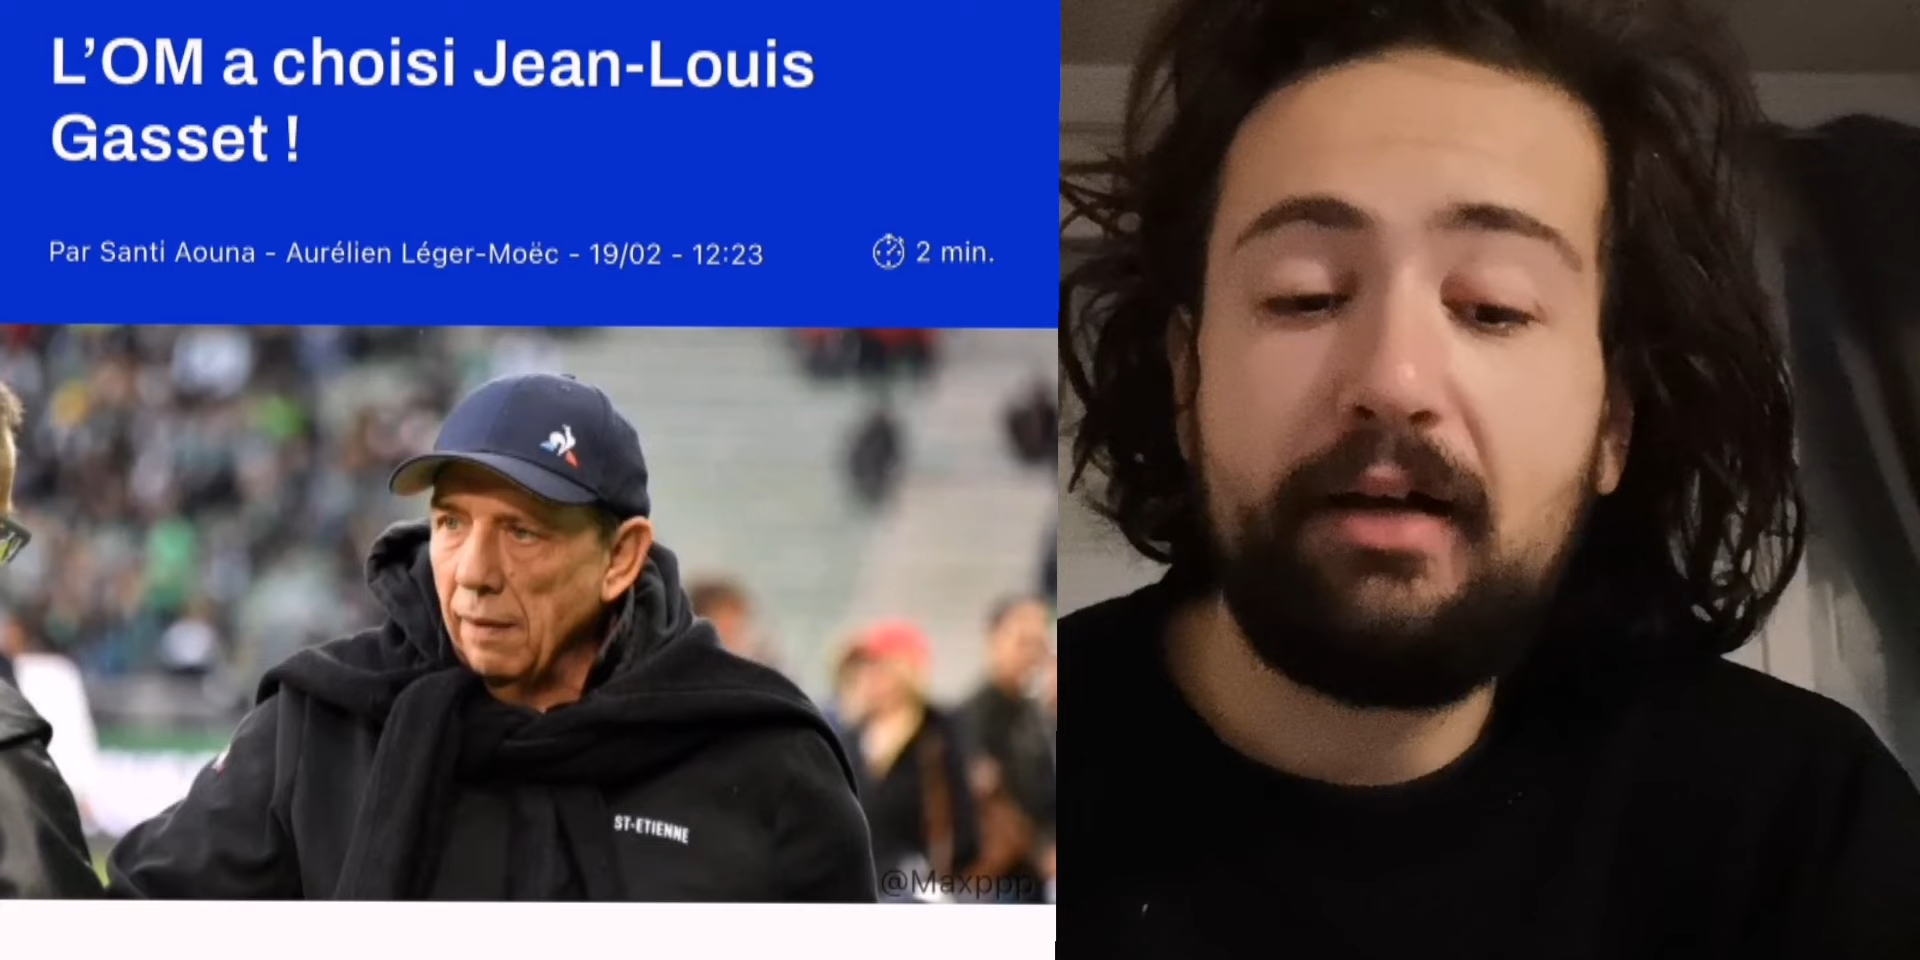 L’OM a choisi Jean-Louis
Gasset !
Par Santi Aouna - Aurélien Léger-Moëc - 19/02 - 12:23
2 min.
ST-ETIENNE
@Maxppp